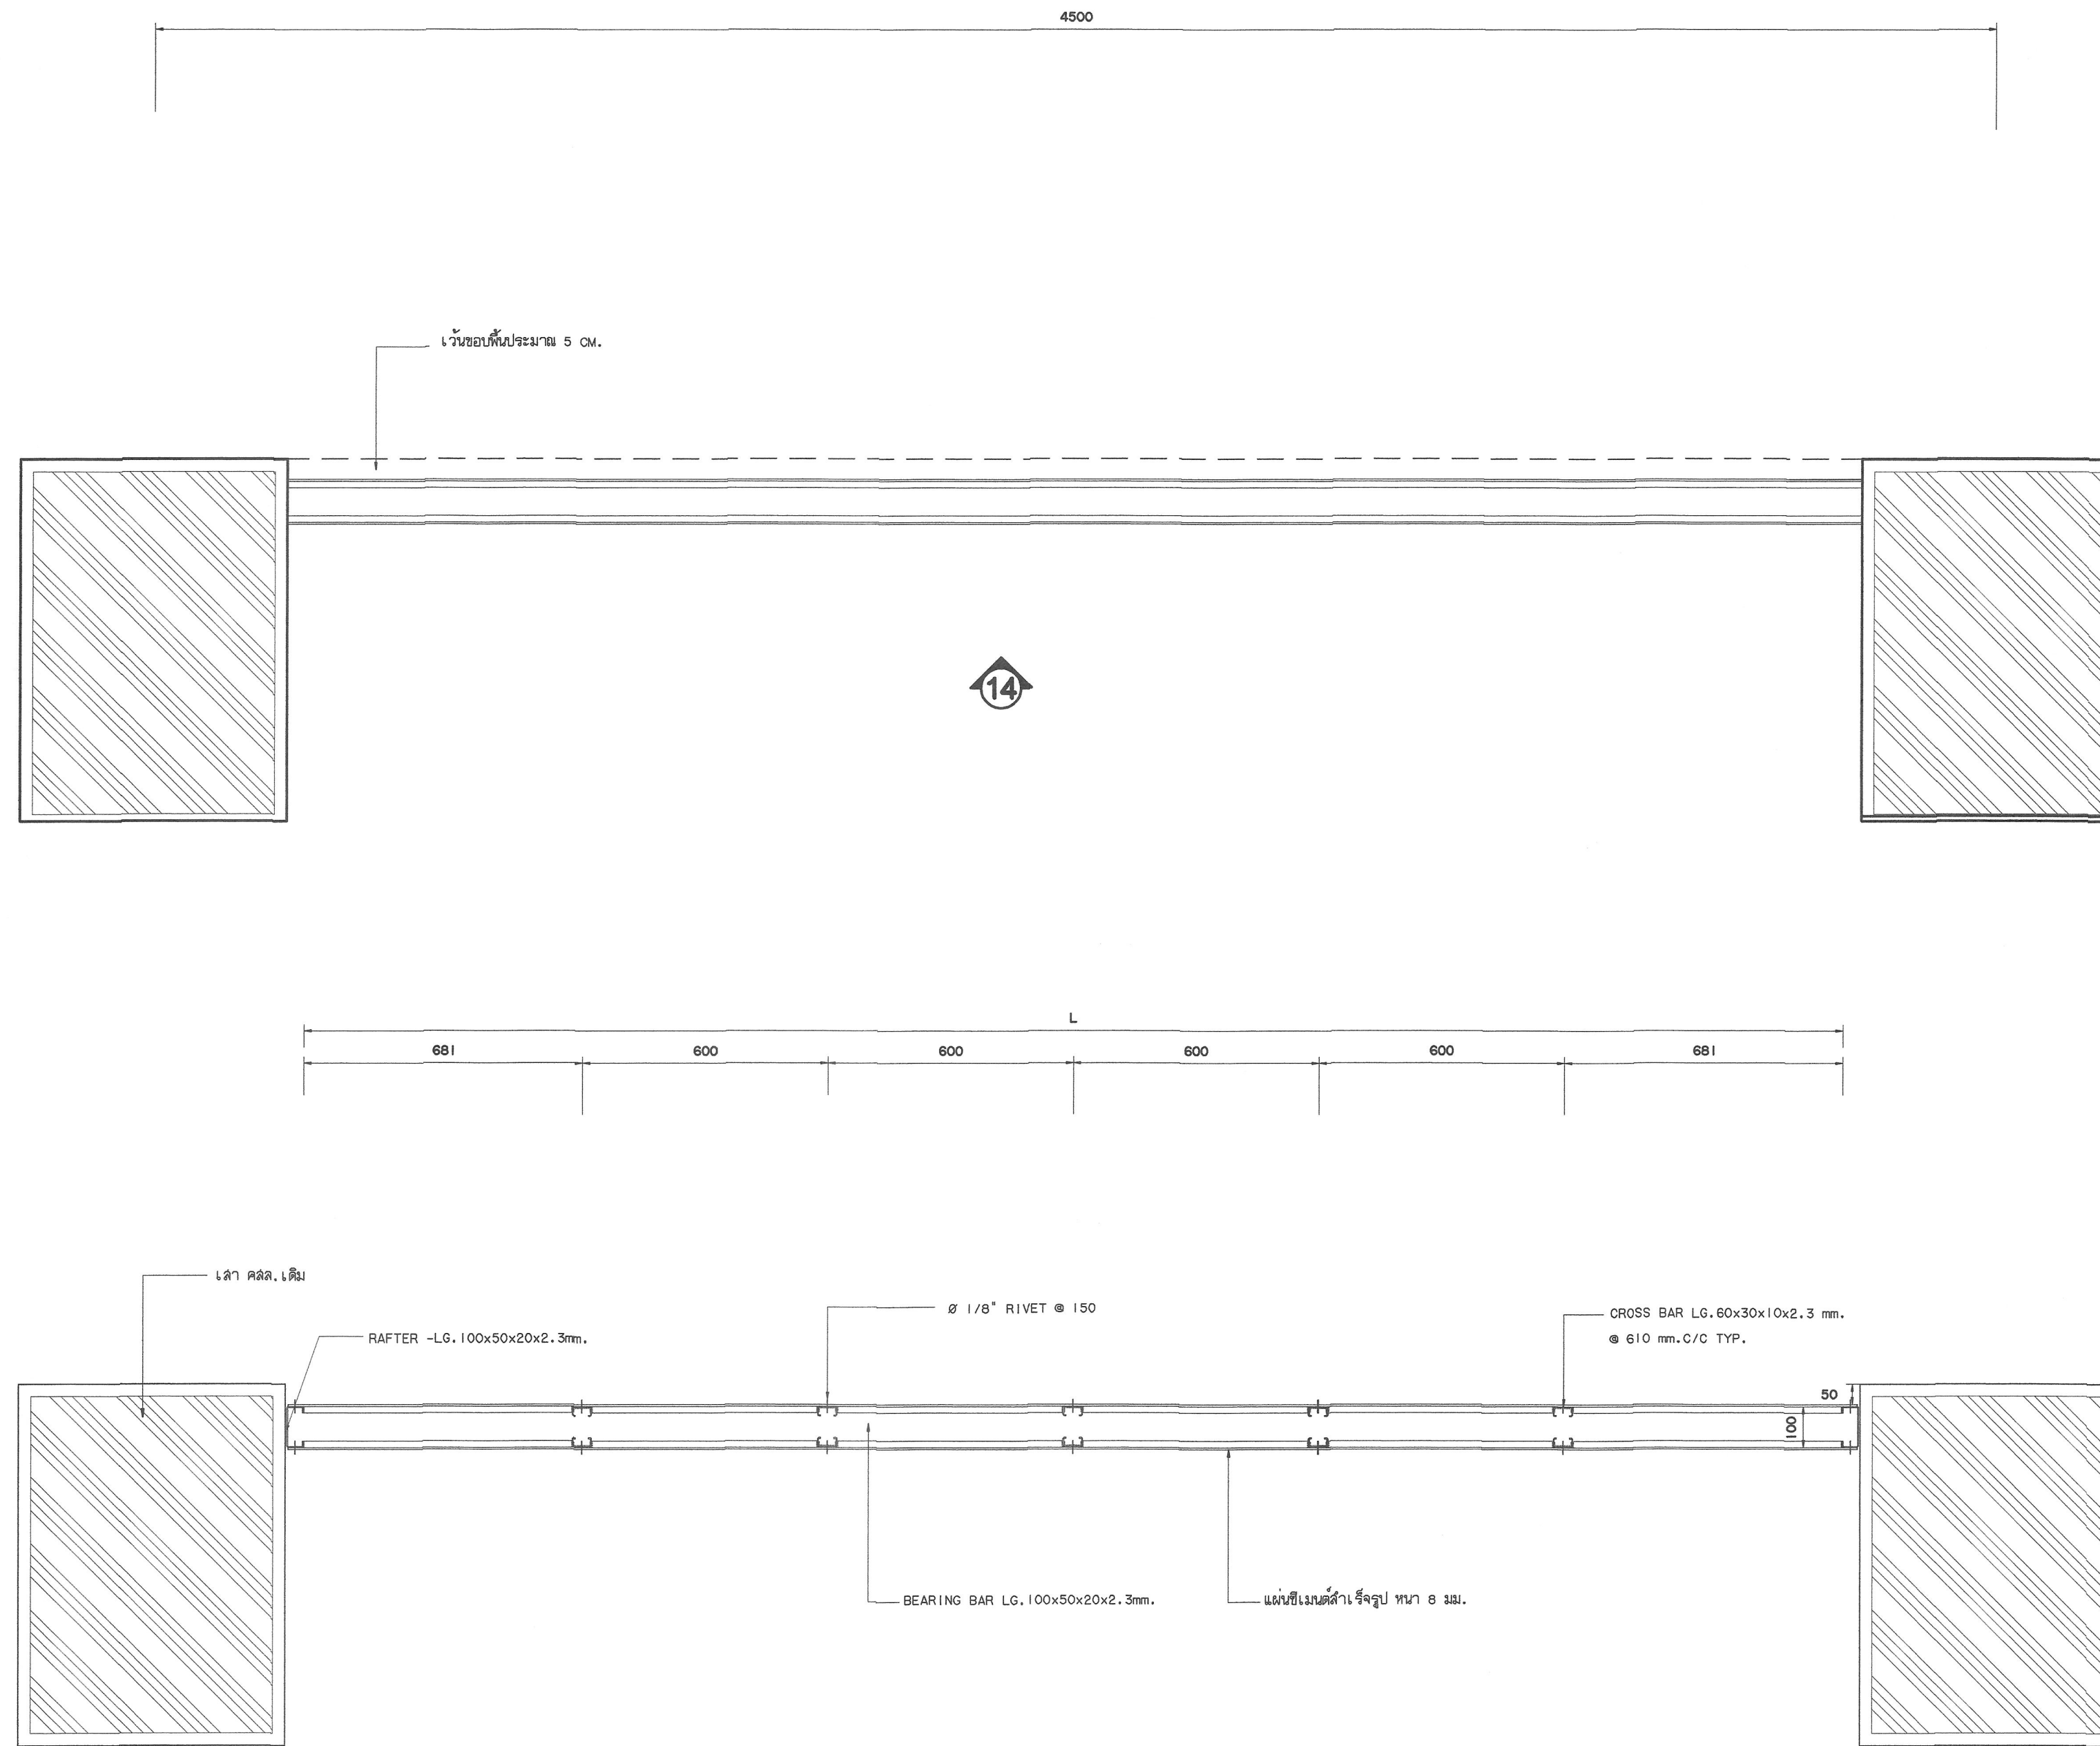 4500
เว้นขอบพื้นประมาณ 5 CM.
14
L
681
600
600
600
600
681
เสา คสล.เดิม
Ø 1/8" RIVET @ 150
CROSS BAR LG.60x30x10x2.3 mm.
@ 610 mm.C/C TYP.
RAFTER -LG.100x50x20x2.3mm.
50
100
BEARING BAR LG.100x50x20x2.3mm.
แผ่นซีเมนต์สำเร็จรูป หนา 8 มม.